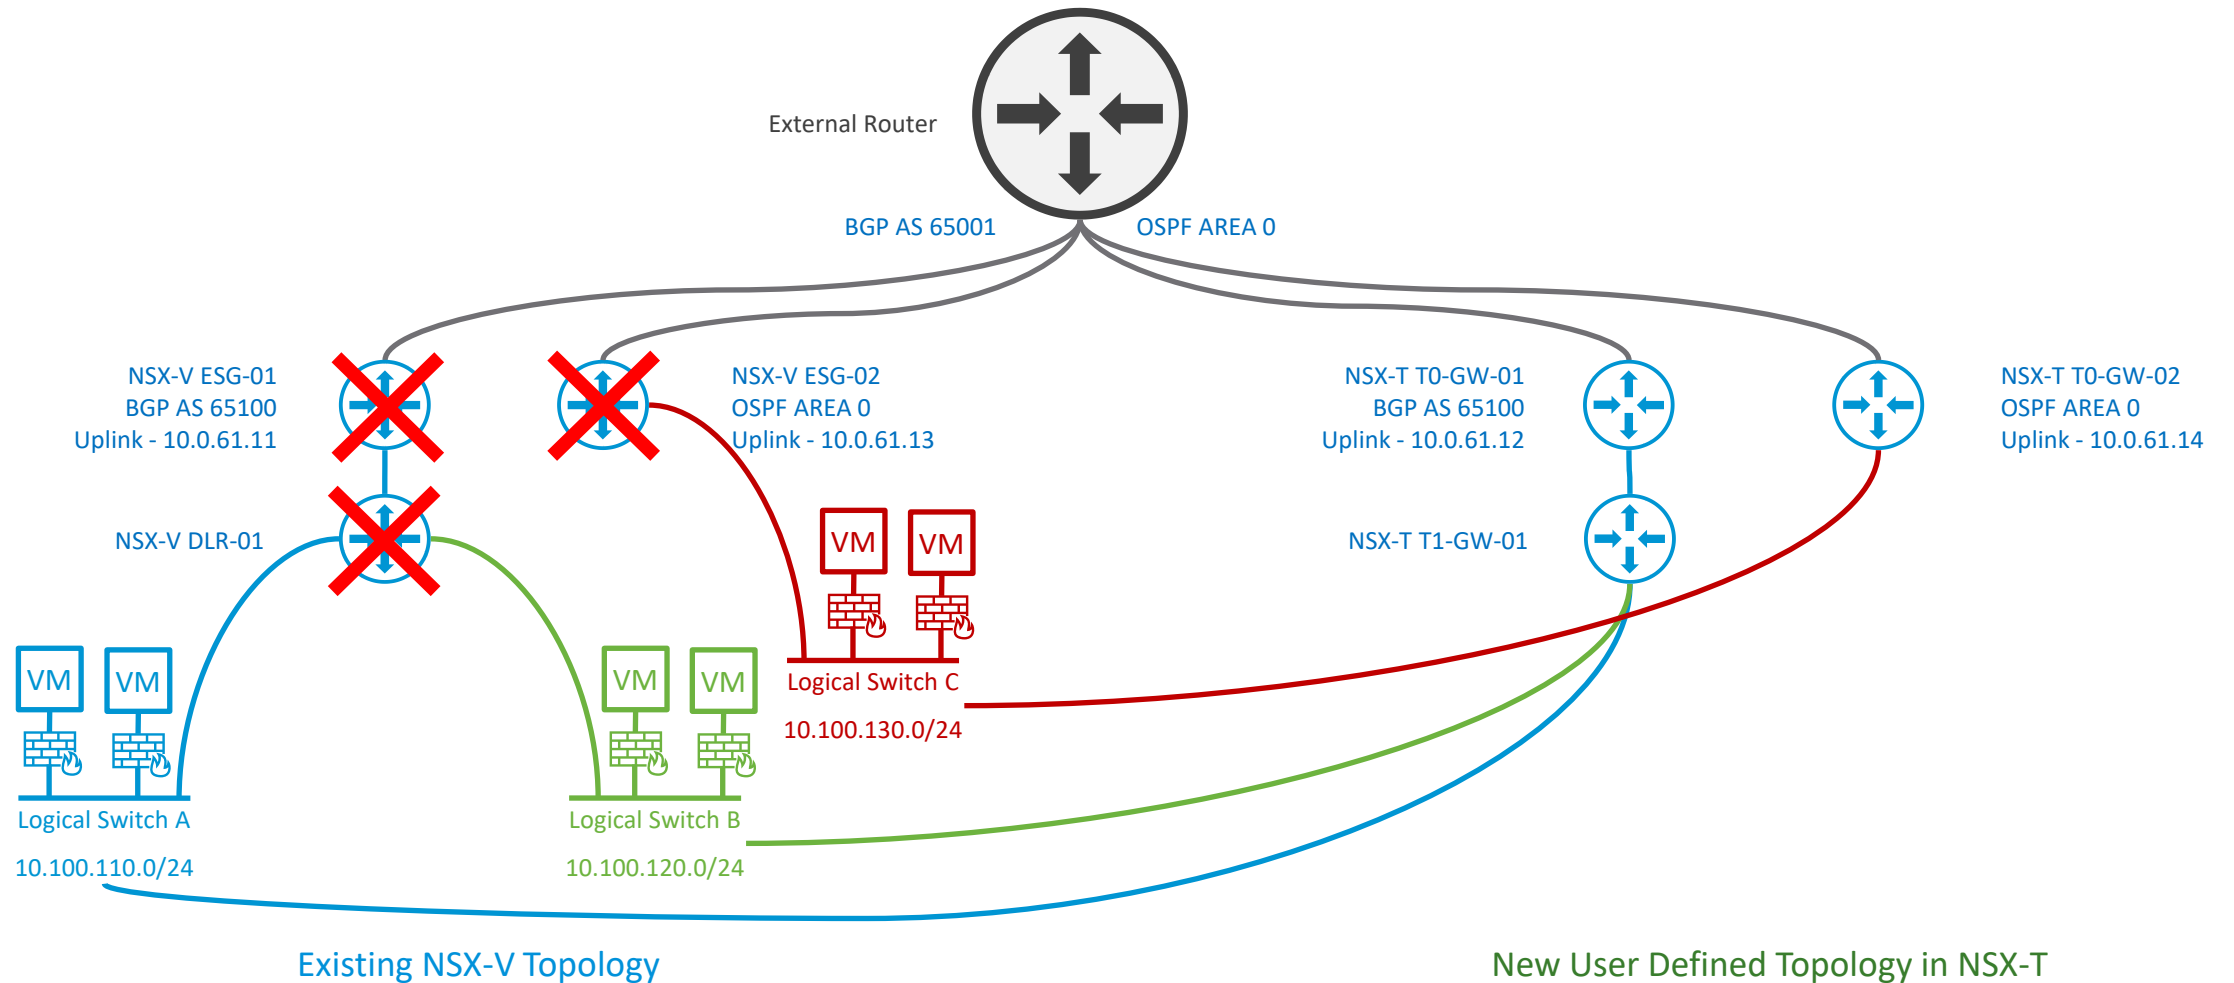 External Router
BGP AS 65001
OSPF AREA 0
NSX-V ESG-01
BGP AS 65100
Uplink - 10.0.61.11
NSX-V ESG-02
OSPF AREA 0
Uplink - 10.0.61.13
NSX-T T0-GW-01
BGP AS 65100
Uplink - 10.0.61.12
NSX-T T0-GW-02
OSPF AREA 0
Uplink - 10.0.61.14
NSX-V DLR-01
NSX-T T1-GW-01
VM
VM
Logical Switch C
10.100.130.0/24
VM
VM
Logical Switch A
10.100.110.0/24
VM
VM
Logical Switch B
10.100.120.0/24
Existing NSX-V Topology
New User Defined Topology in NSX-T